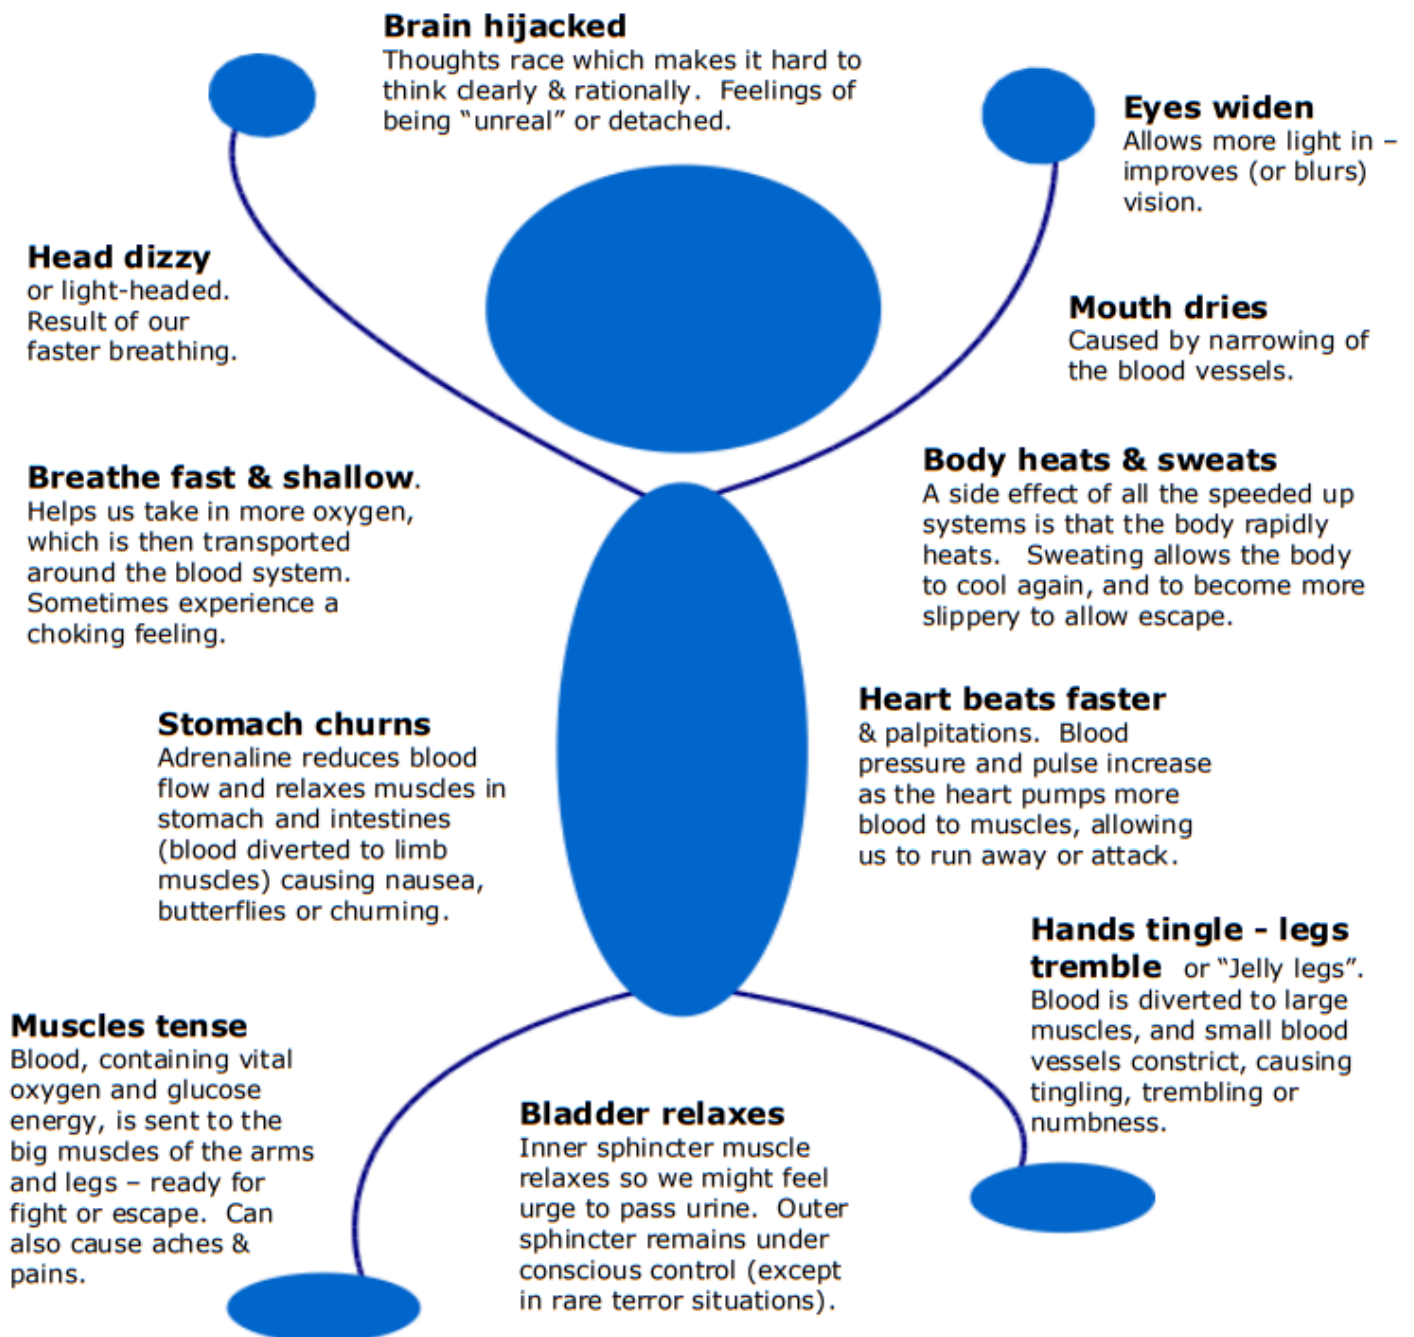 Brain hijacked
Thoughts race which makes it hard to
think clearly & rationally. Feelings of
being “unreal” or detached.
Eyes widen
Allows more light in –
improves (or blurs)
vision.
Head dizzy
or light-headed.
Result of our
faster breathing.
Mouth dries
Caused by narrowing of
the blood vessels.
Breathe fast & shallow.
Helps us take in more oxygen,
which is then transported
around the blood system.
Sometimes experience a
choking feeling.
Body heats & sweats
A side effect of all the speeded up
systems is that the body rapidly
heats. Sweating allows the body
to cool again, and to become more
slippery to allow escape.
Stomach churns
Adrenaline reduces blood
flow and relaxes muscles in
stomach and intestines
(blood diverted to limb
muscles) causing nausea,
butterflies or churning.
Heart beats faster
& palpitations. Blood
pressure and pulse increase
as the heart pumps more
blood to muscles, allowing
us to run away or attack.
Hands tingle - legs
tremble or “Jelly legs”.
Blood is diverted to large
muscles, and small blood
vessels constrict, causing
tingling, trembling or
numbness.
Muscles tense
Blood, containing vital
oxygen and glucose
energy, is sent to the
big muscles of the arms
and legs – ready for
fight or escape. Can
also cause aches &
pains.
Bladder relaxes
Inner sphincter muscle
relaxes so we might feel
urge to pass urine. Outer
sphincter remains under
conscious control (except
in rare terror situations).